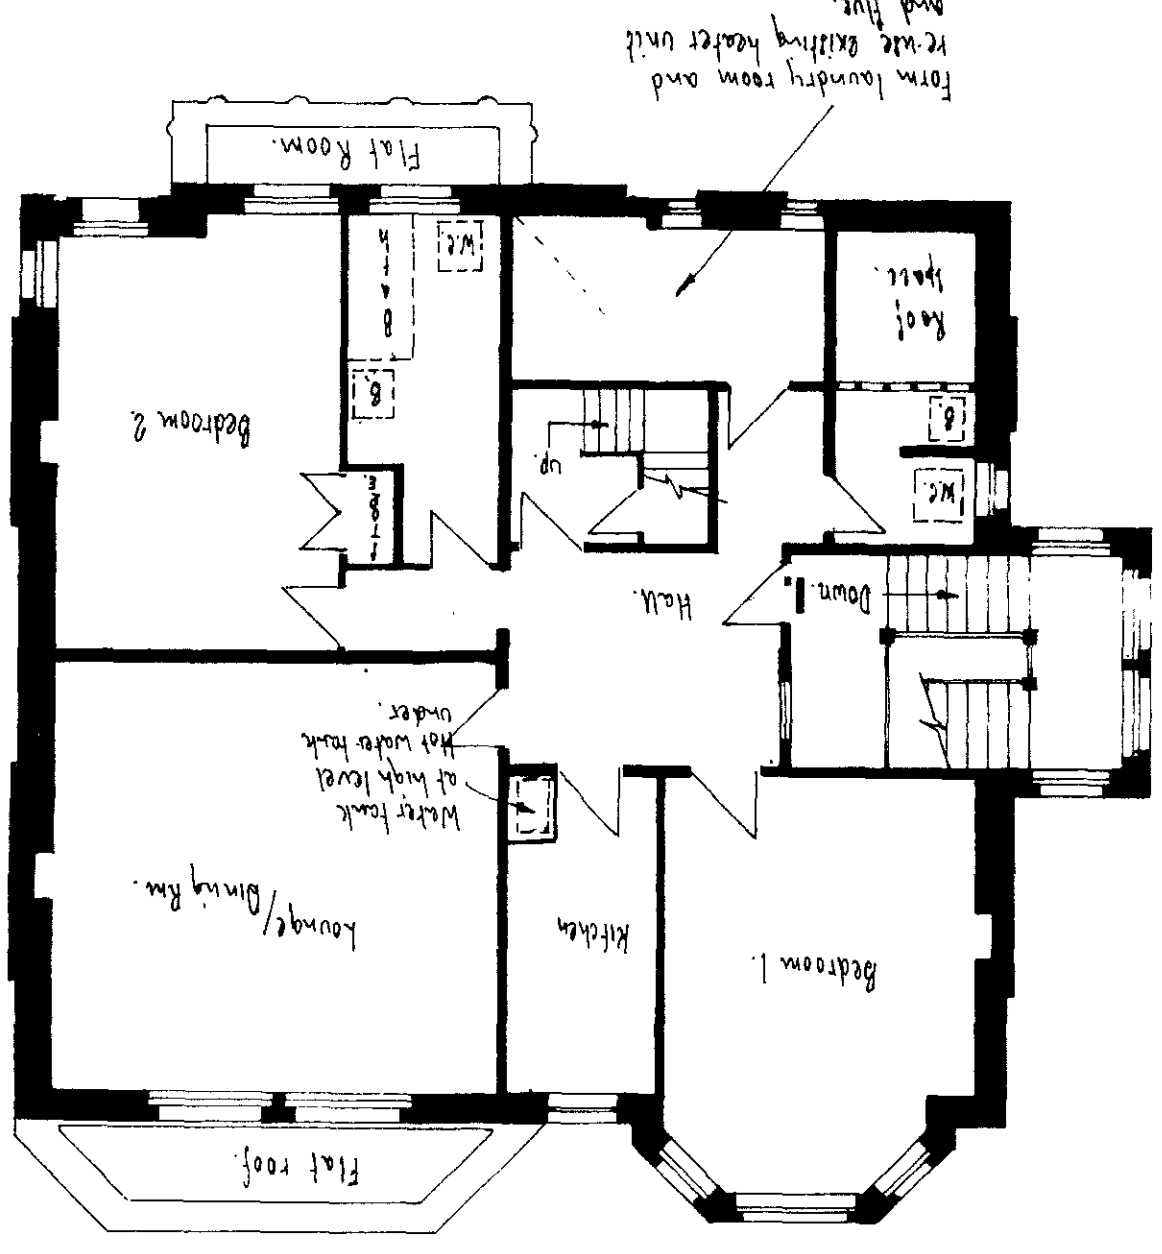 Flat roof.
Bedroom 1.
Kitchen
Lounge/
Dining Rm.
Water tank
at high level
Hot water tank
under.
Down.
Hall.
W.C.
up.
B.
Bedroom 2
B.
Roof
space.
Bath
W.C.
Flat Room.
Form laundry room and
re-use existing heater unit
and flue.